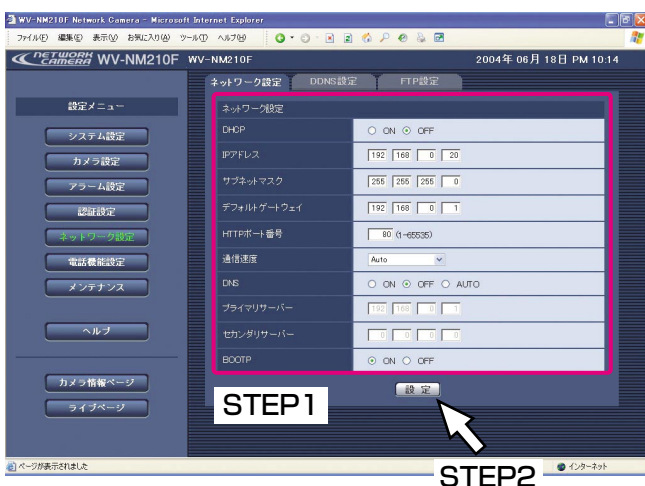 WV-NM210F Network Camera - Microsoft Internet Explorer
ファイル(F) 編集(E) 表示(V) お気に入り(A) ツール(T) ヘルプ(H)
NETWORK CAMERA WV-NM210F WV-NM210F 2004年 06月 18日 PM 10:14
ネットワーク設定 DDNS設定 FTP設定
設定メニュー
システム設定
カメラ設定
アラーム設定
認証設定
ネットワーク設定
電話機能設定
メンテナンス
ヘルプ
カメラ情報ページ
ライブページ
ネットワーク設定
DHCP ON OFF
IPアドレス 192 168 0 20
サブネットマスク 255 255 255 0
デフォルトゲートウェイ 192 168 0 1
HTTPポート番号 80 (1-65535)
通信速度 Auto
DNS ON OFF AUTO
プライマリサーバー 192 168 0 1
セカンダリサーバー 0 0 0 0
BOOTP ON OFF
設 定
STEP1
STEP2
ページが表示されました インターネット